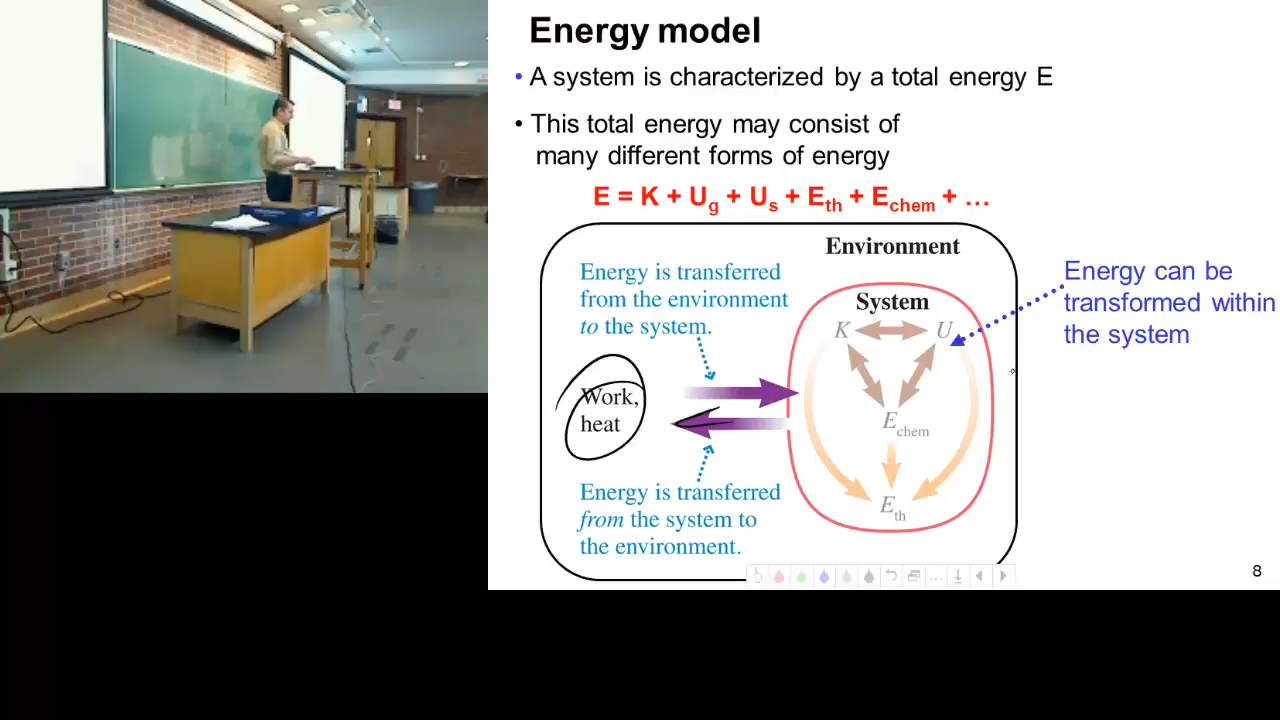 Energy model
• A system is characterized by a total energy E
• This total energy may consist of
many different forms of energy
E = K + Ug + Us + Eth + Echem + …
Environment
Energy is transferred
from the environment
to the system.
System
K
U
Energy can be
transformed within
the system
Work,
heat
Echem
Eth
Energy is transferred
from the system to
the environment.
8